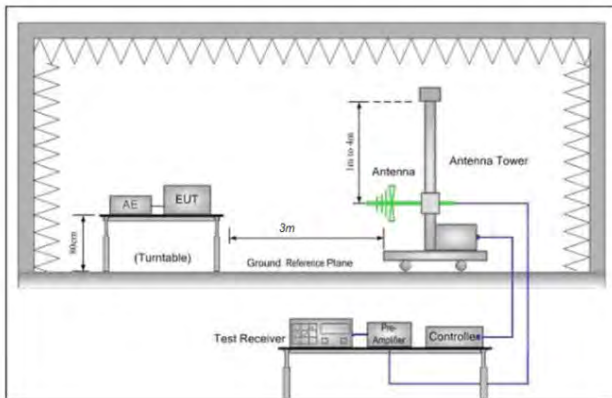 1m to 4m
Antenna
Antenna Tower
AE
EUT
80cm
(Turntable)
3m
Ground Reference Plane
Test Receiver
Pre-
Amplifier
Controller